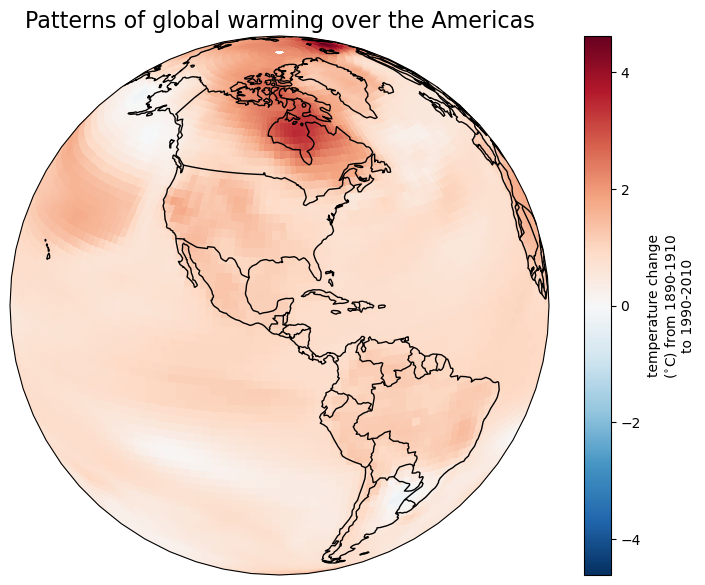 Patterns of global warming over the Americas
4
2
0
−2
−4
temperature change
(°C) from 1890-1910
to 1990-2010